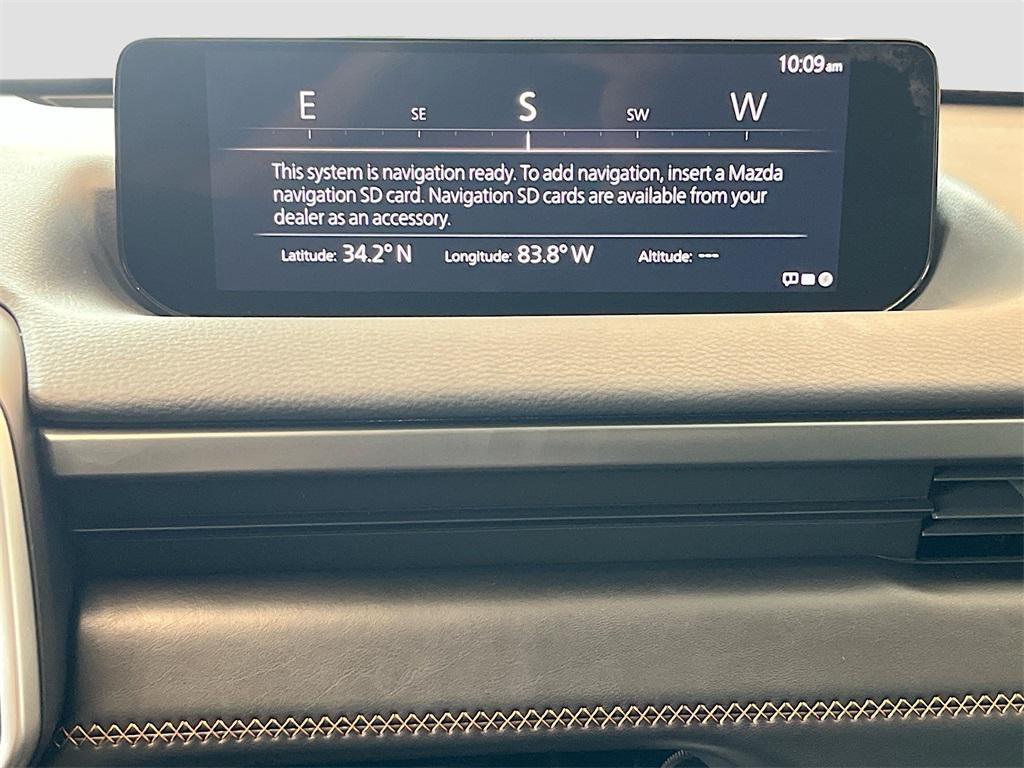 10:09am
E SE S SW W
This system is navigation ready. To add navigation, insert a Mazda
navigation SD card. Navigation SD cards are available from your
dealer as an accessory.
Latitude: 34.2° N Longitude: 83.8° W Altitude: ---